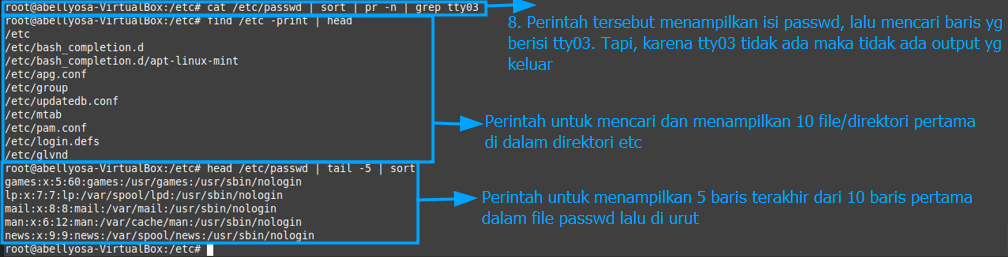 root@abellyosa-VirtualBox:/etc# cat /etc/passwd | sort | pr -n | grep tty03
8. Perintah tersebut menampilkan isi passwd, lalu mencari baris yg
berisi tty03. Tapi, karena tty03 tidak ada maka tidak ada output yg
keluar
root@abellyosa-VirtualBox:/etc# find /etc -print | head
/etc
/etc/bash_completion.d
/etc/bash_completion.d/apt-linux-mint
/etc/apg.conf
/etc/group
/etc/updatedb.conf
/etc/mtab
/etc/pam.conf
/etc/login.defs
/etc/glvnd
Perintah untuk mencari dan menampilkan 10 file/direktori pertama
di dalam direktori etc
root@abellyosa-VirtualBox:/etc# head /etc/passwd | tail -5 | sort
games:x:5:60:games:/usr/games:/usr/sbin/nologin
lp:x:7:7:lp:/var/spool/lpd:/usr/sbin/nologin
mail:x:8:8:mail:/var/mail:/usr/sbin/nologin
man:x:6:12:man:/var/cache/man:/usr/sbin/nologin
news:x:9:9:news:/var/spool/news:/usr/sbin/nologin
Perintah untuk menampilkan 5 baris terakhir dari 10 baris pertama
dalam file passwd lalu di urut
root@abellyosa-VirtualBox:/etc#